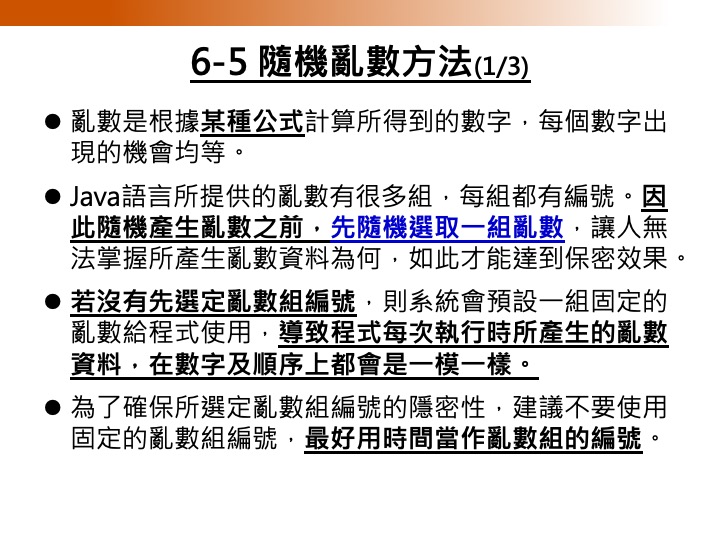 6-5 隨機亂數方法(1/3)
● 亂數是根據某種公式計算所得到的數字，每個數字出
現的機會均等。
● Java語言所提供的亂數有很多組，每組都有編號。因
此隨機產生亂數之前，先隨機選取一組亂數，讓人無
法掌握所產生亂數資料為何，如此才能達到保密效果。
● 若沒有先選定亂數組編號，則系統會預設一組固定的
亂數給程式使用，導致程式每次執行時所產生的亂數
資料，在數字及順序上都會是一模一樣。
● 為了確保所選定亂數組編號的隱密性，建議不要使用
固定的亂數組編號，最好用時間當作亂數組的編號。